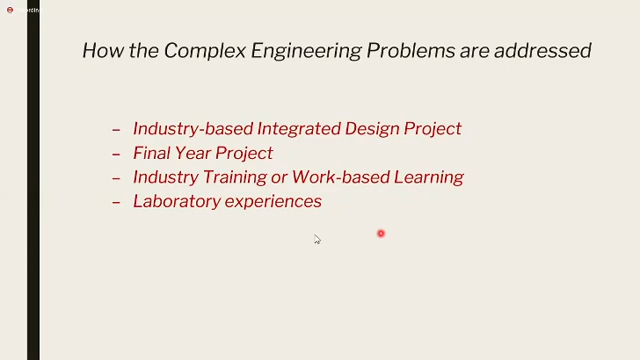 How the Complex Engineering Problems are addressed
– Industry-based Integrated Design Project
– Final Year Project
– Industry Training or Work-based Learning
– Laboratory experiences